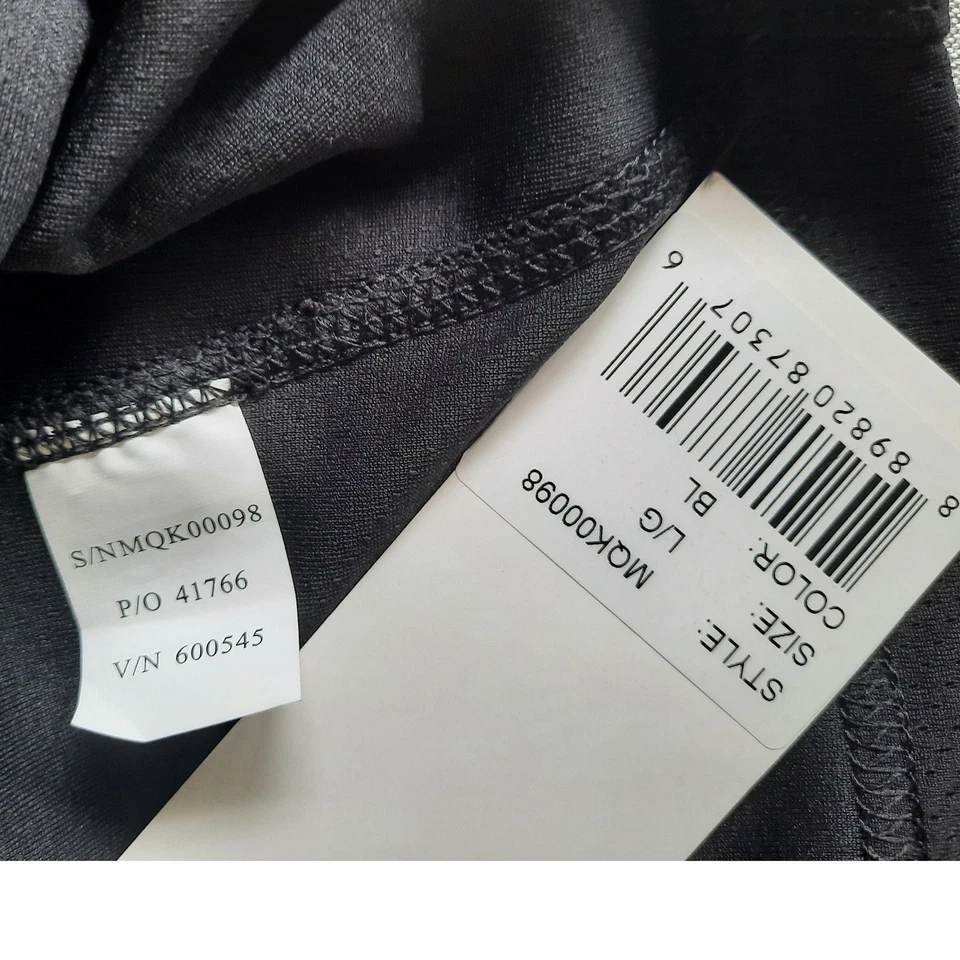 S/NMQK00098
P/O 41766
V/N 600545
STYLE: MQK00098
SIZE: L/G
COLOR: BL
8 89820 87307 6